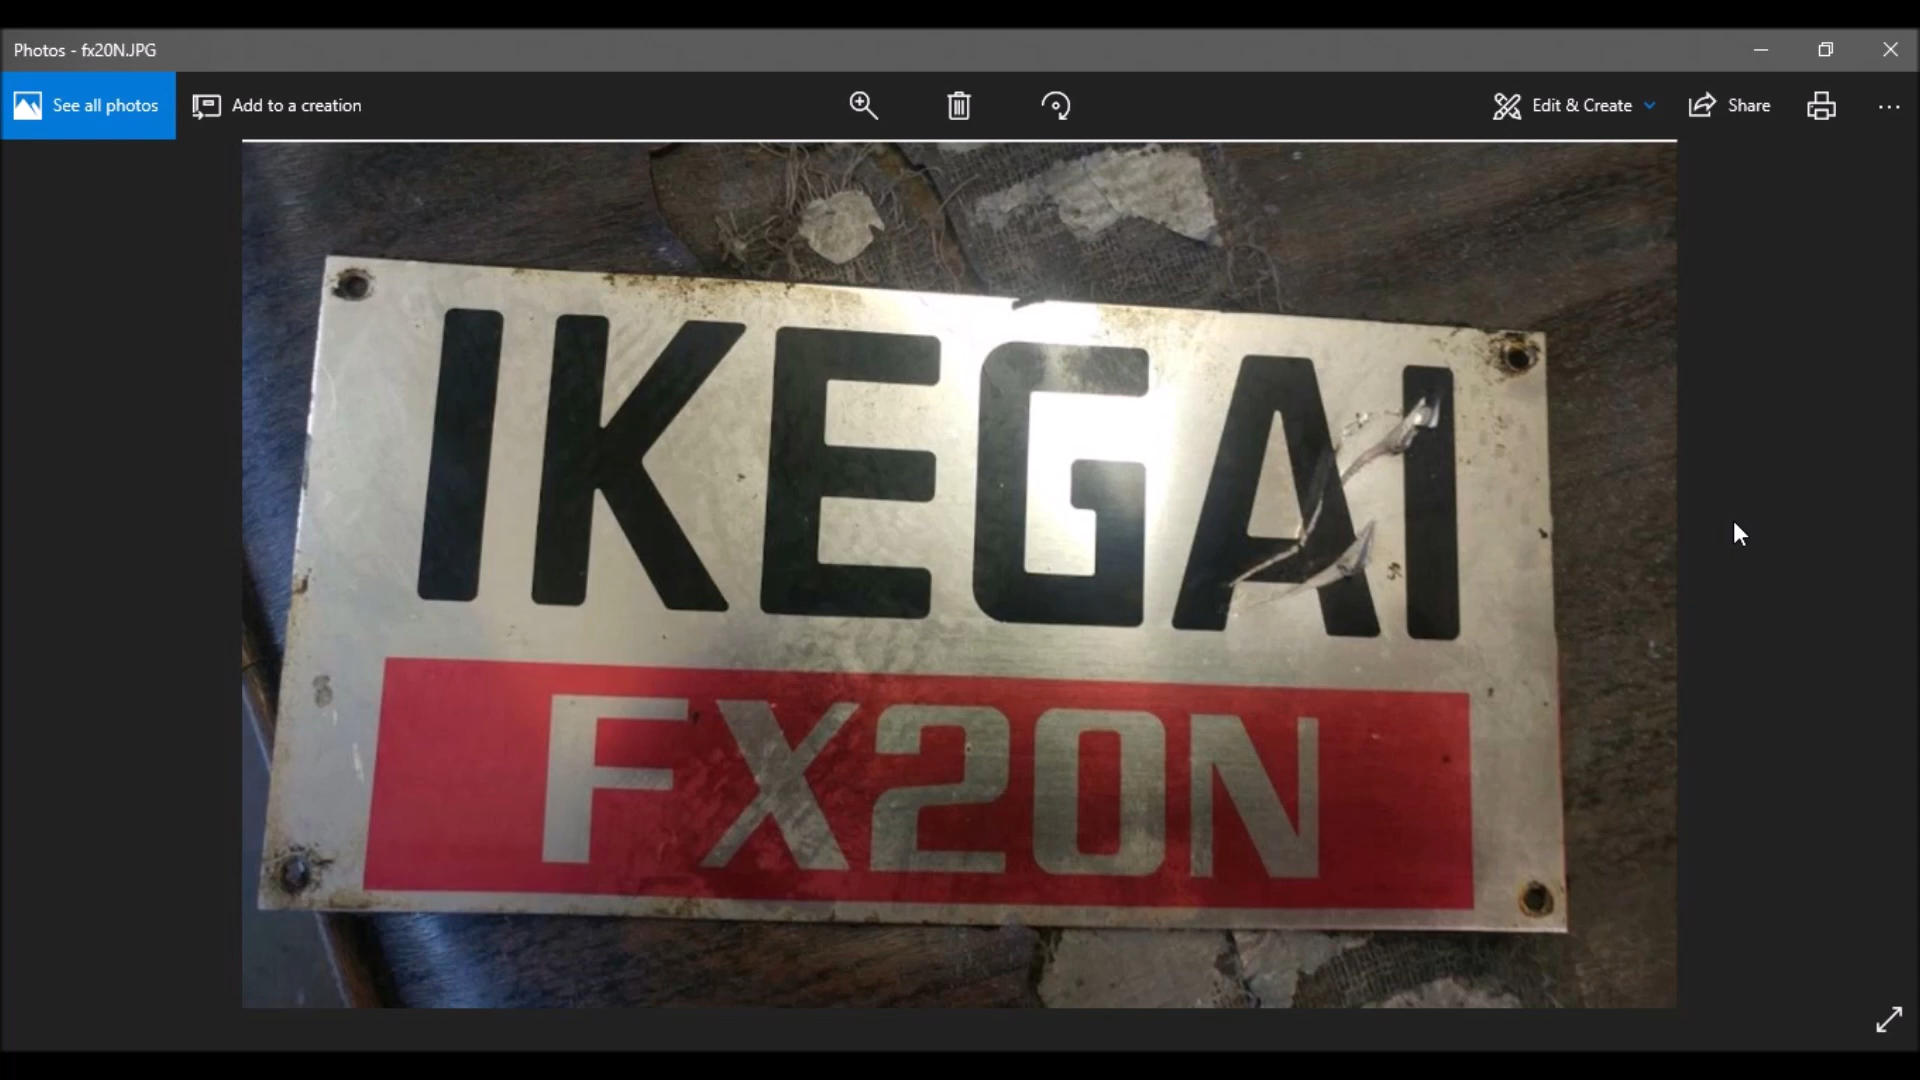 Photos - fx20N.JPG
See all photos
Add to a creation
Edit & Create
Share
IKEGAI
FX20N